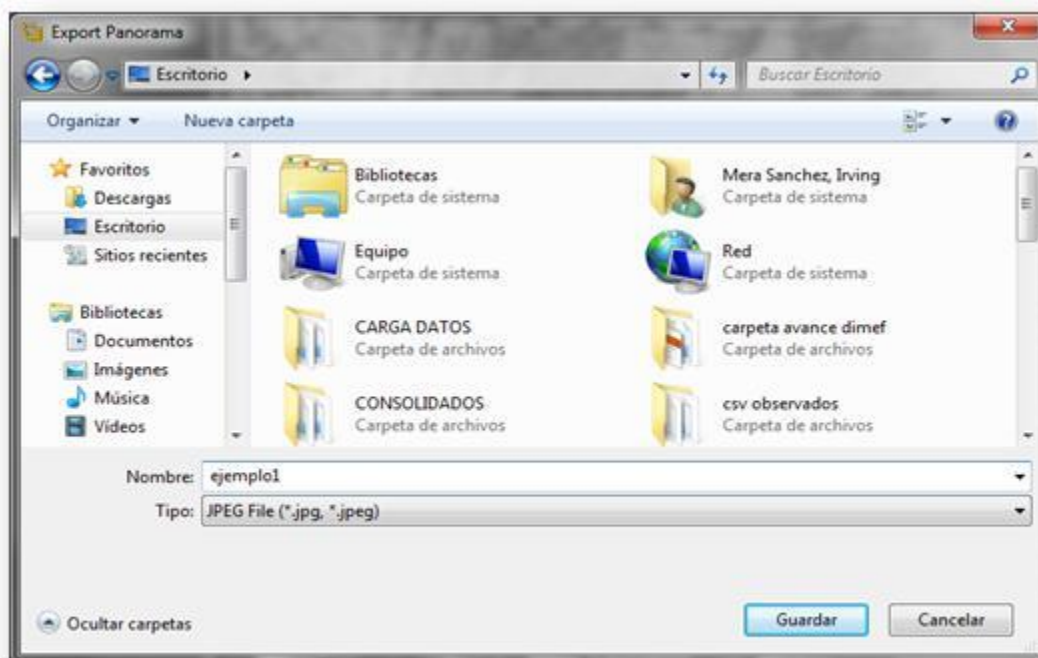 Export Panorama
Escritorio
Buscar Escritorio
Organizar
Nueva carpeta
Favoritos
Descargas
Escritorio
Sitios recientes
Bibliotecas
Documentos
Imágenes
Música
Vídeos
Bibliotecas
Carpeta de sistema
Mera Sanchez, Irving
Carpeta de sistema
Equipo
Carpeta de sistema
Red
Carpeta de sistema
CARGA DATOS
Carpeta de archivos
carpeta avance dimef
Carpeta de archivos
CONSOLIDADOS
Carpeta de archivos
csv observados
Carpeta de archivos
Nombre: ejemplo1
Tipo: JPEG File (*.jpg, *.jpeg)
Ocultar carpetas
Guardar
Cancelar